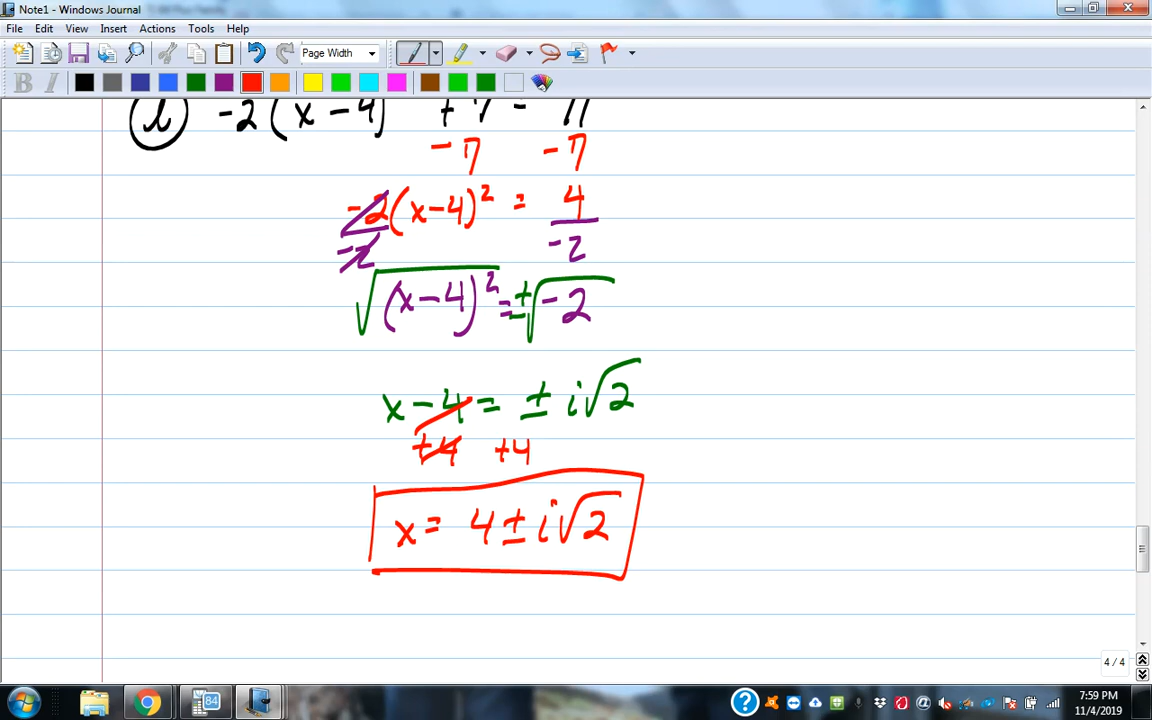 Note1 - Windows Journal
File Edit View Insert Actions Tools Help
Page Width
B I
l -2(x-4) +7 = 11
-7 -7
-2(x-4)² = 4
-2 -2
√(x-4)² = ±√-2
x-4 = ± i√2
+4 +4
x = 4 ± i√2
4 / 4
84
7:59 PM
11/4/2019